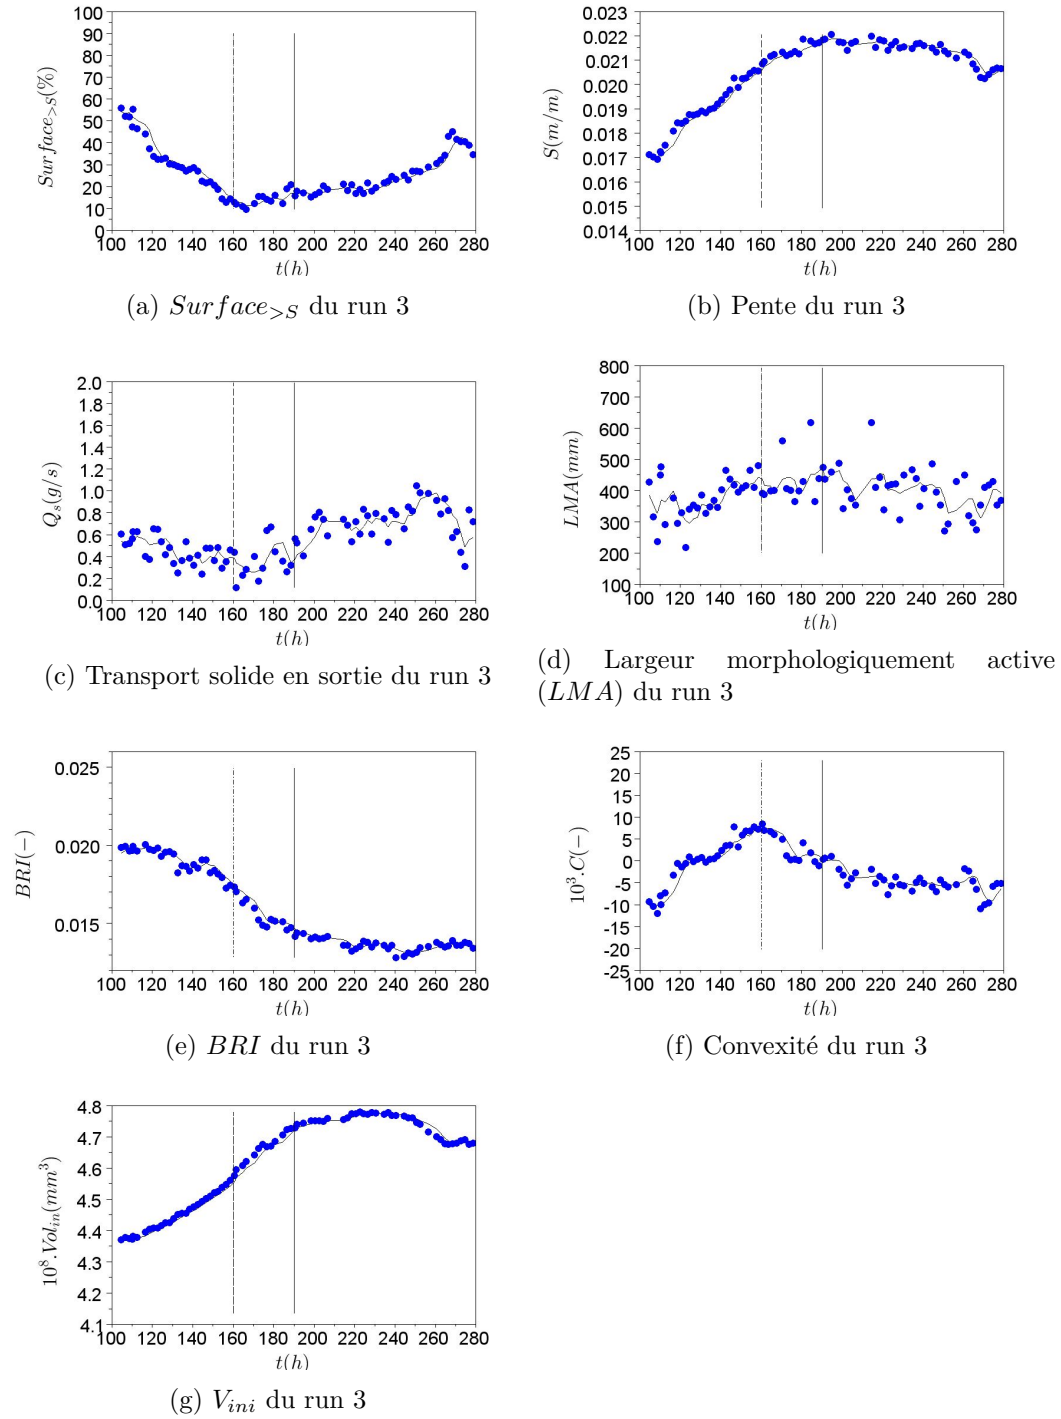 100
90
80
70
60
50
40
30
20
10
0
Surface>S(%)
100 120 140 160 180 200 220 240 260 280
t(h)
(a) Surface>S du run 3
0.023
0.022
0.021
0.020
0.019
0.018
0.017
0.016
0.015
0.014
S(m/m)
100 120 140 160 180 200 220 240 260 280
t(h)
(b) Pente du run 3
2.0
1.8
1.6
1.4
1.2
1.0
0.8
0.6
0.4
0.2
0.0
Qs(g/s)
100 120 140 160 180 200 220 240 260 280
t(h)
(c) Transport solide en sortie du run 3
800
700
600
500
400
300
200
100
LMA(mm)
100 120 140 160 180 200 220 240 260 280
t(h)
(d) Largeur morphologiquement active
(LMA) du run 3
0.025
0.020
0.015
BRI(−)
100 120 140 160 180 200 220 240 260 280
t(h)
(e) BRI du run 3
25
20
15
10
5
0
-5
-10
-15
-20
-25
10³.C(−)
100 120 140 160 180 200 220 240 260 280
t(h)
(f) Convexité du run 3
4.8
4.7
4.6
4.5
4.4
4.3
4.2
4.1
10⁸.Volin(mm³)
100 120 140 160 180 200 220 240 260 280
t(h)
(g) Vini du run 3